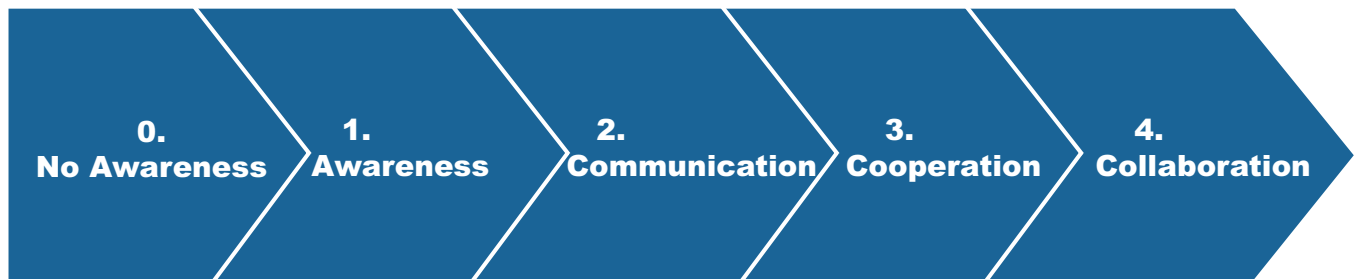 0.
No Awareness
1.
Awareness
2.
Communication
3.
Cooperation
4.
Collaboration